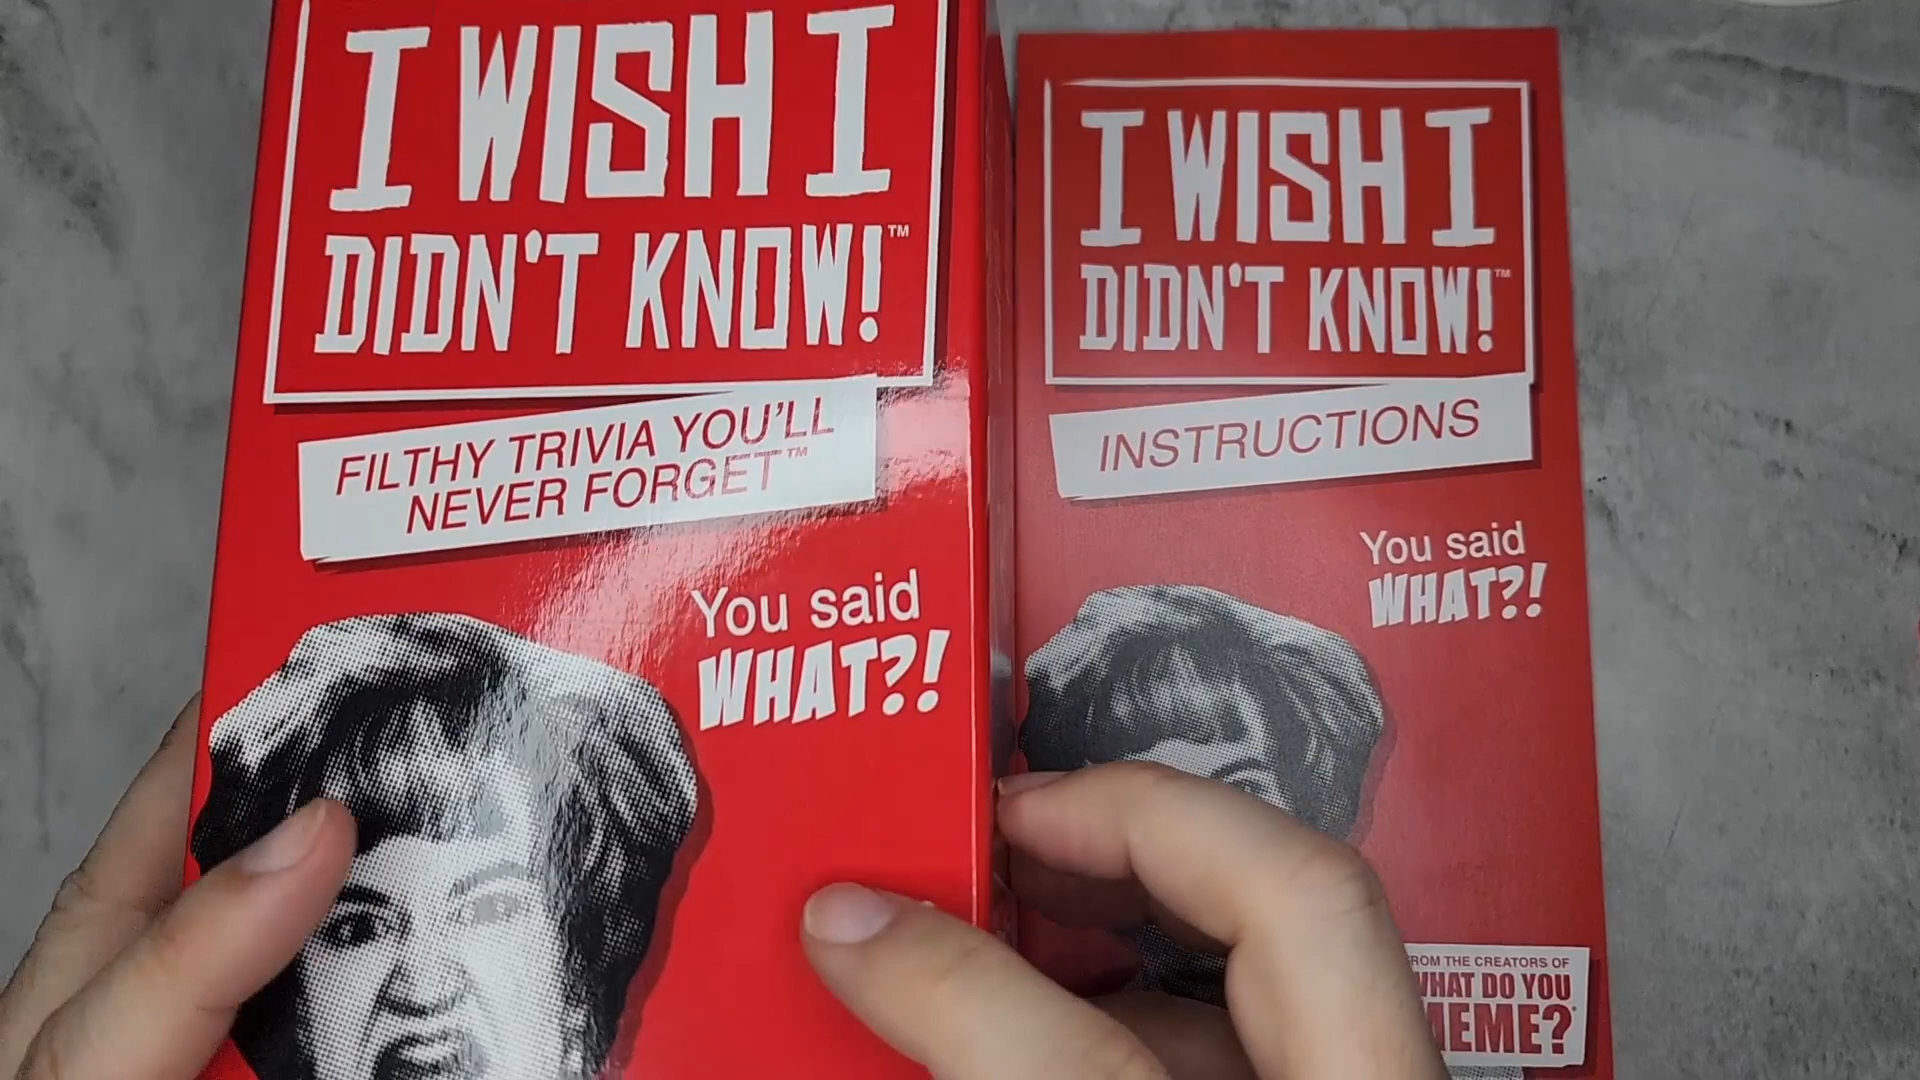 I WISH I
DIDN'T KNOW!™
FILTHY TRIVIA YOU'LL
NEVER FORGET™
You said
WHAT?!
I WISH I
DIDN'T KNOW!™
INSTRUCTIONS
You said
WHAT?!
FROM THE CREATORS OF
WHAT DO YOU
MEME?